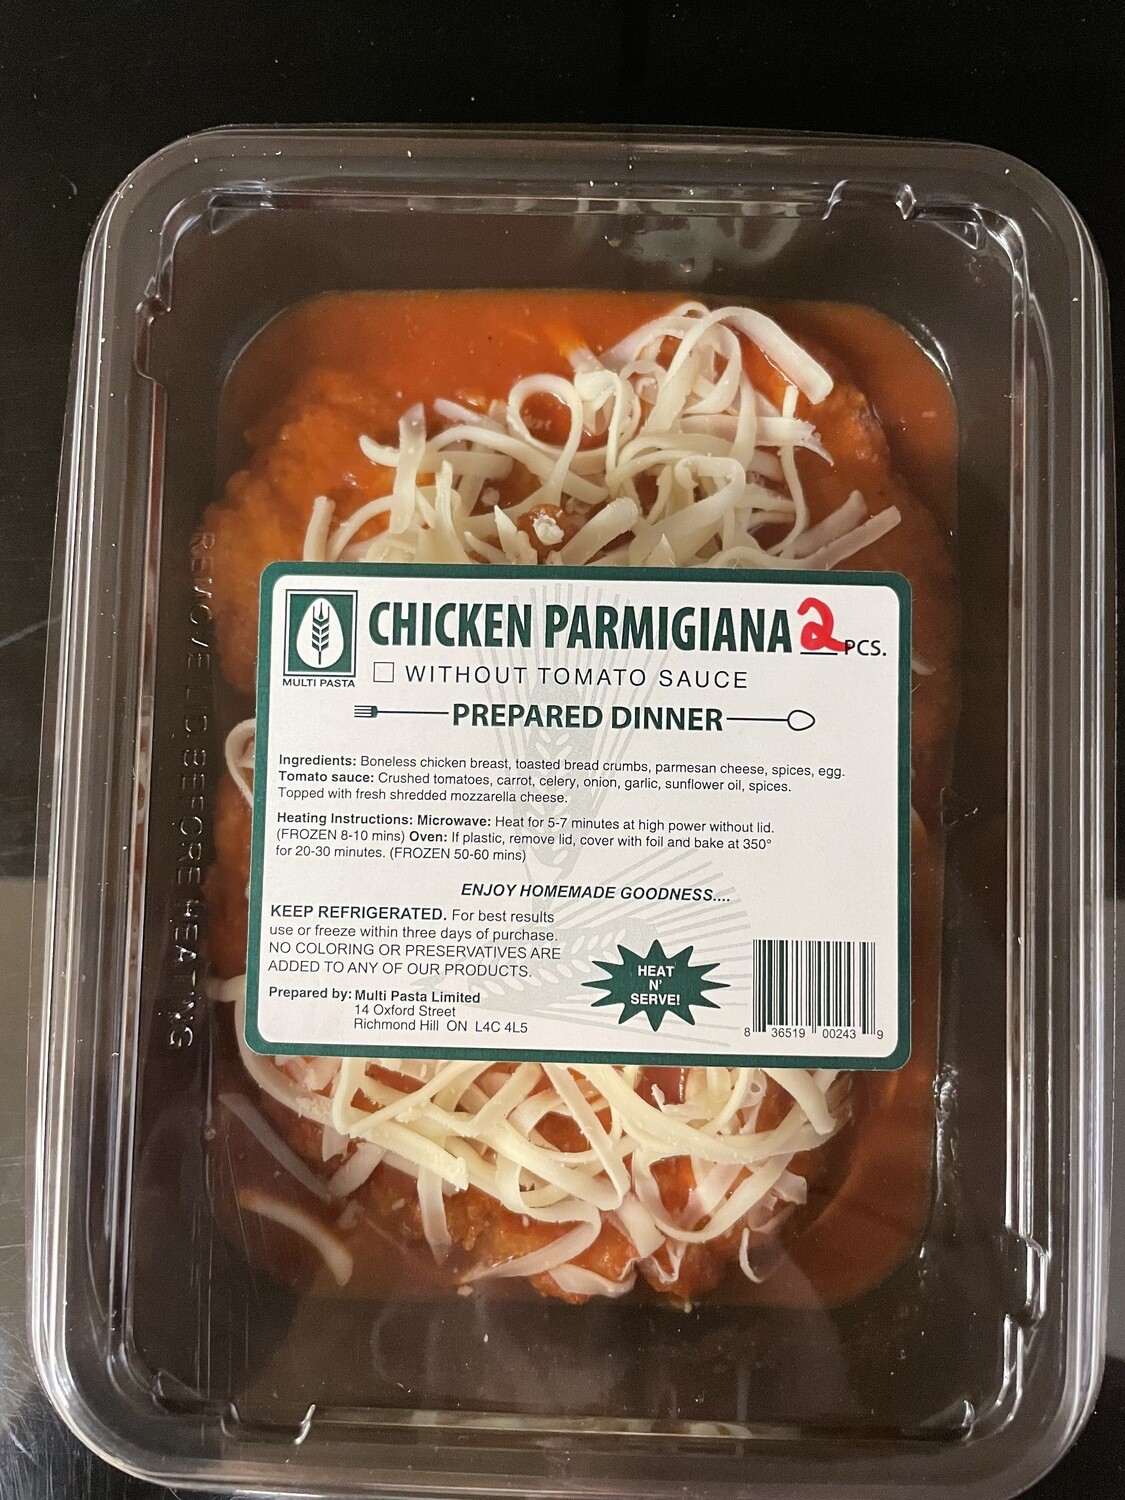 CHICKEN PARMIGIANA 2 PCS.
MULTI PASTA
WITHOUT TOMATO SAUCE
PREPARED DINNER
Ingredients: Boneless chicken breast, toasted bread crumbs, parmesan cheese, spices, egg.
Tomato sauce: Crushed tomatoes, carrot, celery, onion, garlic, sunflower oil, spices.
Topped with fresh shredded mozzarella cheese.
Heating Instructions: Microwave: Heat for 5-7 minutes at high power without lid.
(FROZEN 8-10 mins) Oven: If plastic, remove lid, cover with foil and bake at 350°
for 20-30 minutes. (FROZEN 50-60 mins)
ENJOY HOMEMADE GOODNESS....
KEEP REFRIGERATED. For best results
use or freeze within three days of purchase.
NO COLORING OR PRESERVATIVES ARE
ADDED TO ANY OF OUR PRODUCTS.
Prepared by: Multi Pasta Limited
14 Oxford Street
Richmond Hill ON L4C 4L5
HEAT
N'
SERVE!
8 36519 00243 9
REMOVE LID BEFORE HEATING